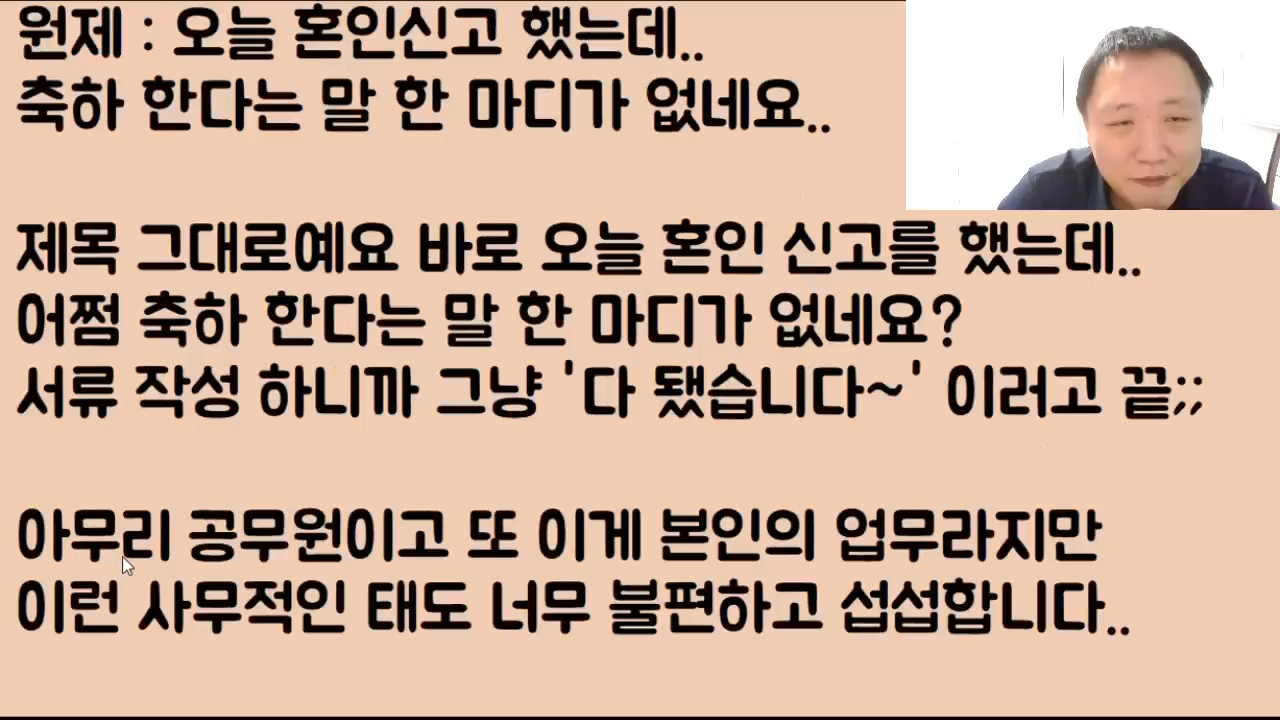 원제 : 오늘 혼인신고 했는데..
축하 한다는 말 한 마디가 없네요..
제목 그대로예요 바로 오늘 혼인 신고를 했는데..
어쩜 축하 한다는 말 한 마디가 없네요?
서류 작성 하니까 그냥 '다 됐습니다~' 이러고 끝;;
아무리 공무원이고 또 이게 본인의 업무라지만
이런 사무적인 태도 너무 불편하고 섭섭합니다..